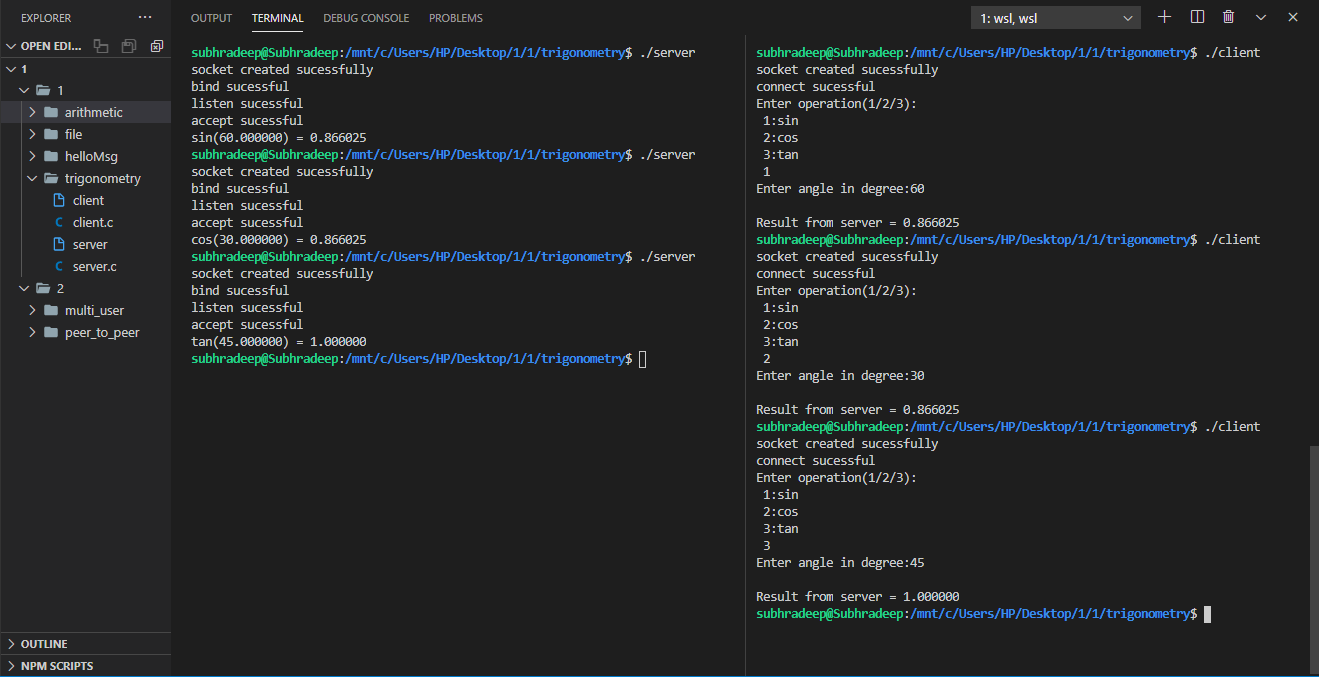 EXPLORER
OPEN EDI...
1
1
arithmetic
file
helloMsg
trigonometry
client
C client.c
server
C server.c
2
multi_user
peer_to_peer
OUTLINE
NPM SCRIPTS
OUTPUT TERMINAL DEBUG CONSOLE PROBLEMS
1: wsl, wsl
subhradeep@Subhradeep:/mnt/c/Users/HP/Desktop/1/1/trigonometry$ ./server
socket created sucessfully
bind sucessful
listen sucessful
accept sucessful
sin(60.000000) = 0.866025
subhradeep@Subhradeep:/mnt/c/Users/HP/Desktop/1/1/trigonometry$ ./server
socket created sucessfully
bind sucessful
listen sucessful
accept sucessful
cos(30.000000) = 0.866025
subhradeep@Subhradeep:/mnt/c/Users/HP/Desktop/1/1/trigonometry$ ./server
socket created sucessfully
bind sucessful
listen sucessful
accept sucessful
tan(45.000000) = 1.000000
subhradeep@Subhradeep:/mnt/c/Users/HP/Desktop/1/1/trigonometry$
subhradeep@Subhradeep:/mnt/c/Users/HP/Desktop/1/1/trigonometry$ ./client
socket created sucessfully
connect sucessful
Enter operation(1/2/3):
1:sin
2:cos
3:tan
1
Enter angle in degree:60
Result from server = 0.866025
subhradeep@Subhradeep:/mnt/c/Users/HP/Desktop/1/1/trigonometry$ ./client
socket created sucessfully
connect sucessful
Enter operation(1/2/3):
1:sin
2:cos
3:tan
2
Enter angle in degree:30
Result from server = 0.866025
subhradeep@Subhradeep:/mnt/c/Users/HP/Desktop/1/1/trigonometry$ ./client
socket created sucessfully
connect sucessful
Enter operation(1/2/3):
1:sin
2:cos
3:tan
3
Enter angle in degree:45
Result from server = 1.000000
subhradeep@Subhradeep:/mnt/c/Users/HP/Desktop/1/1/trigonometry$